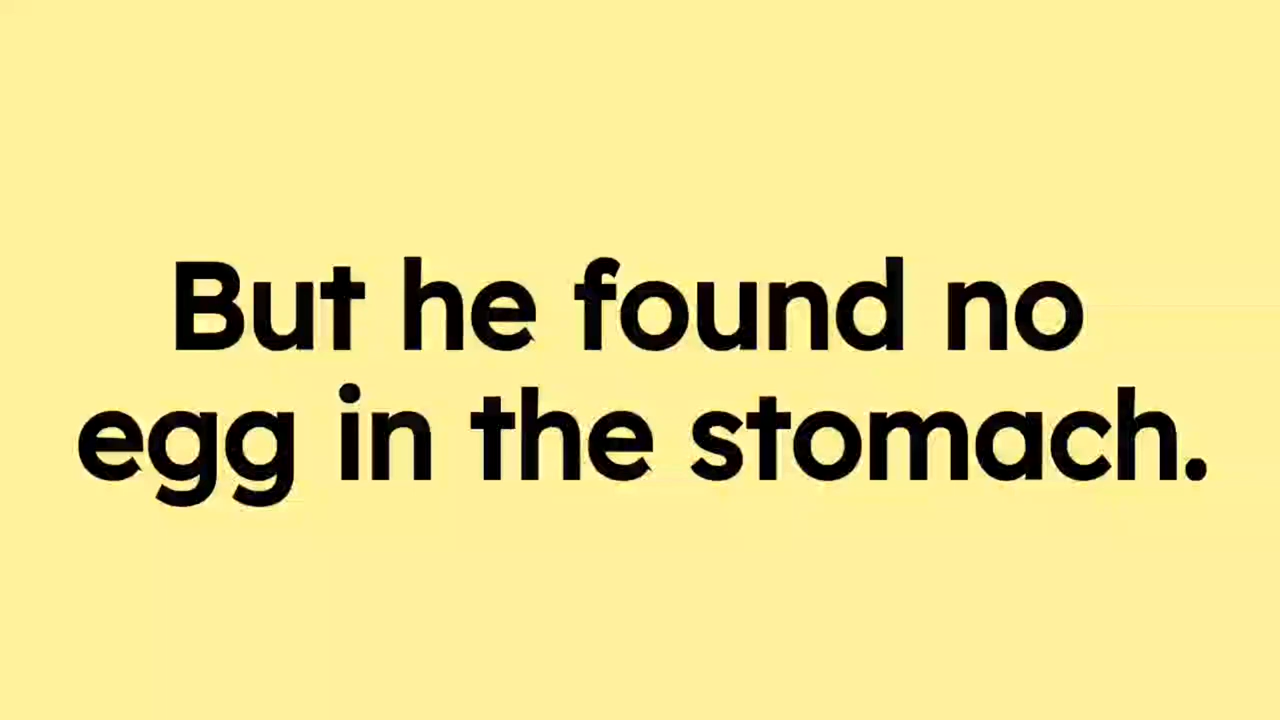 But he found no
egg in the stomach.